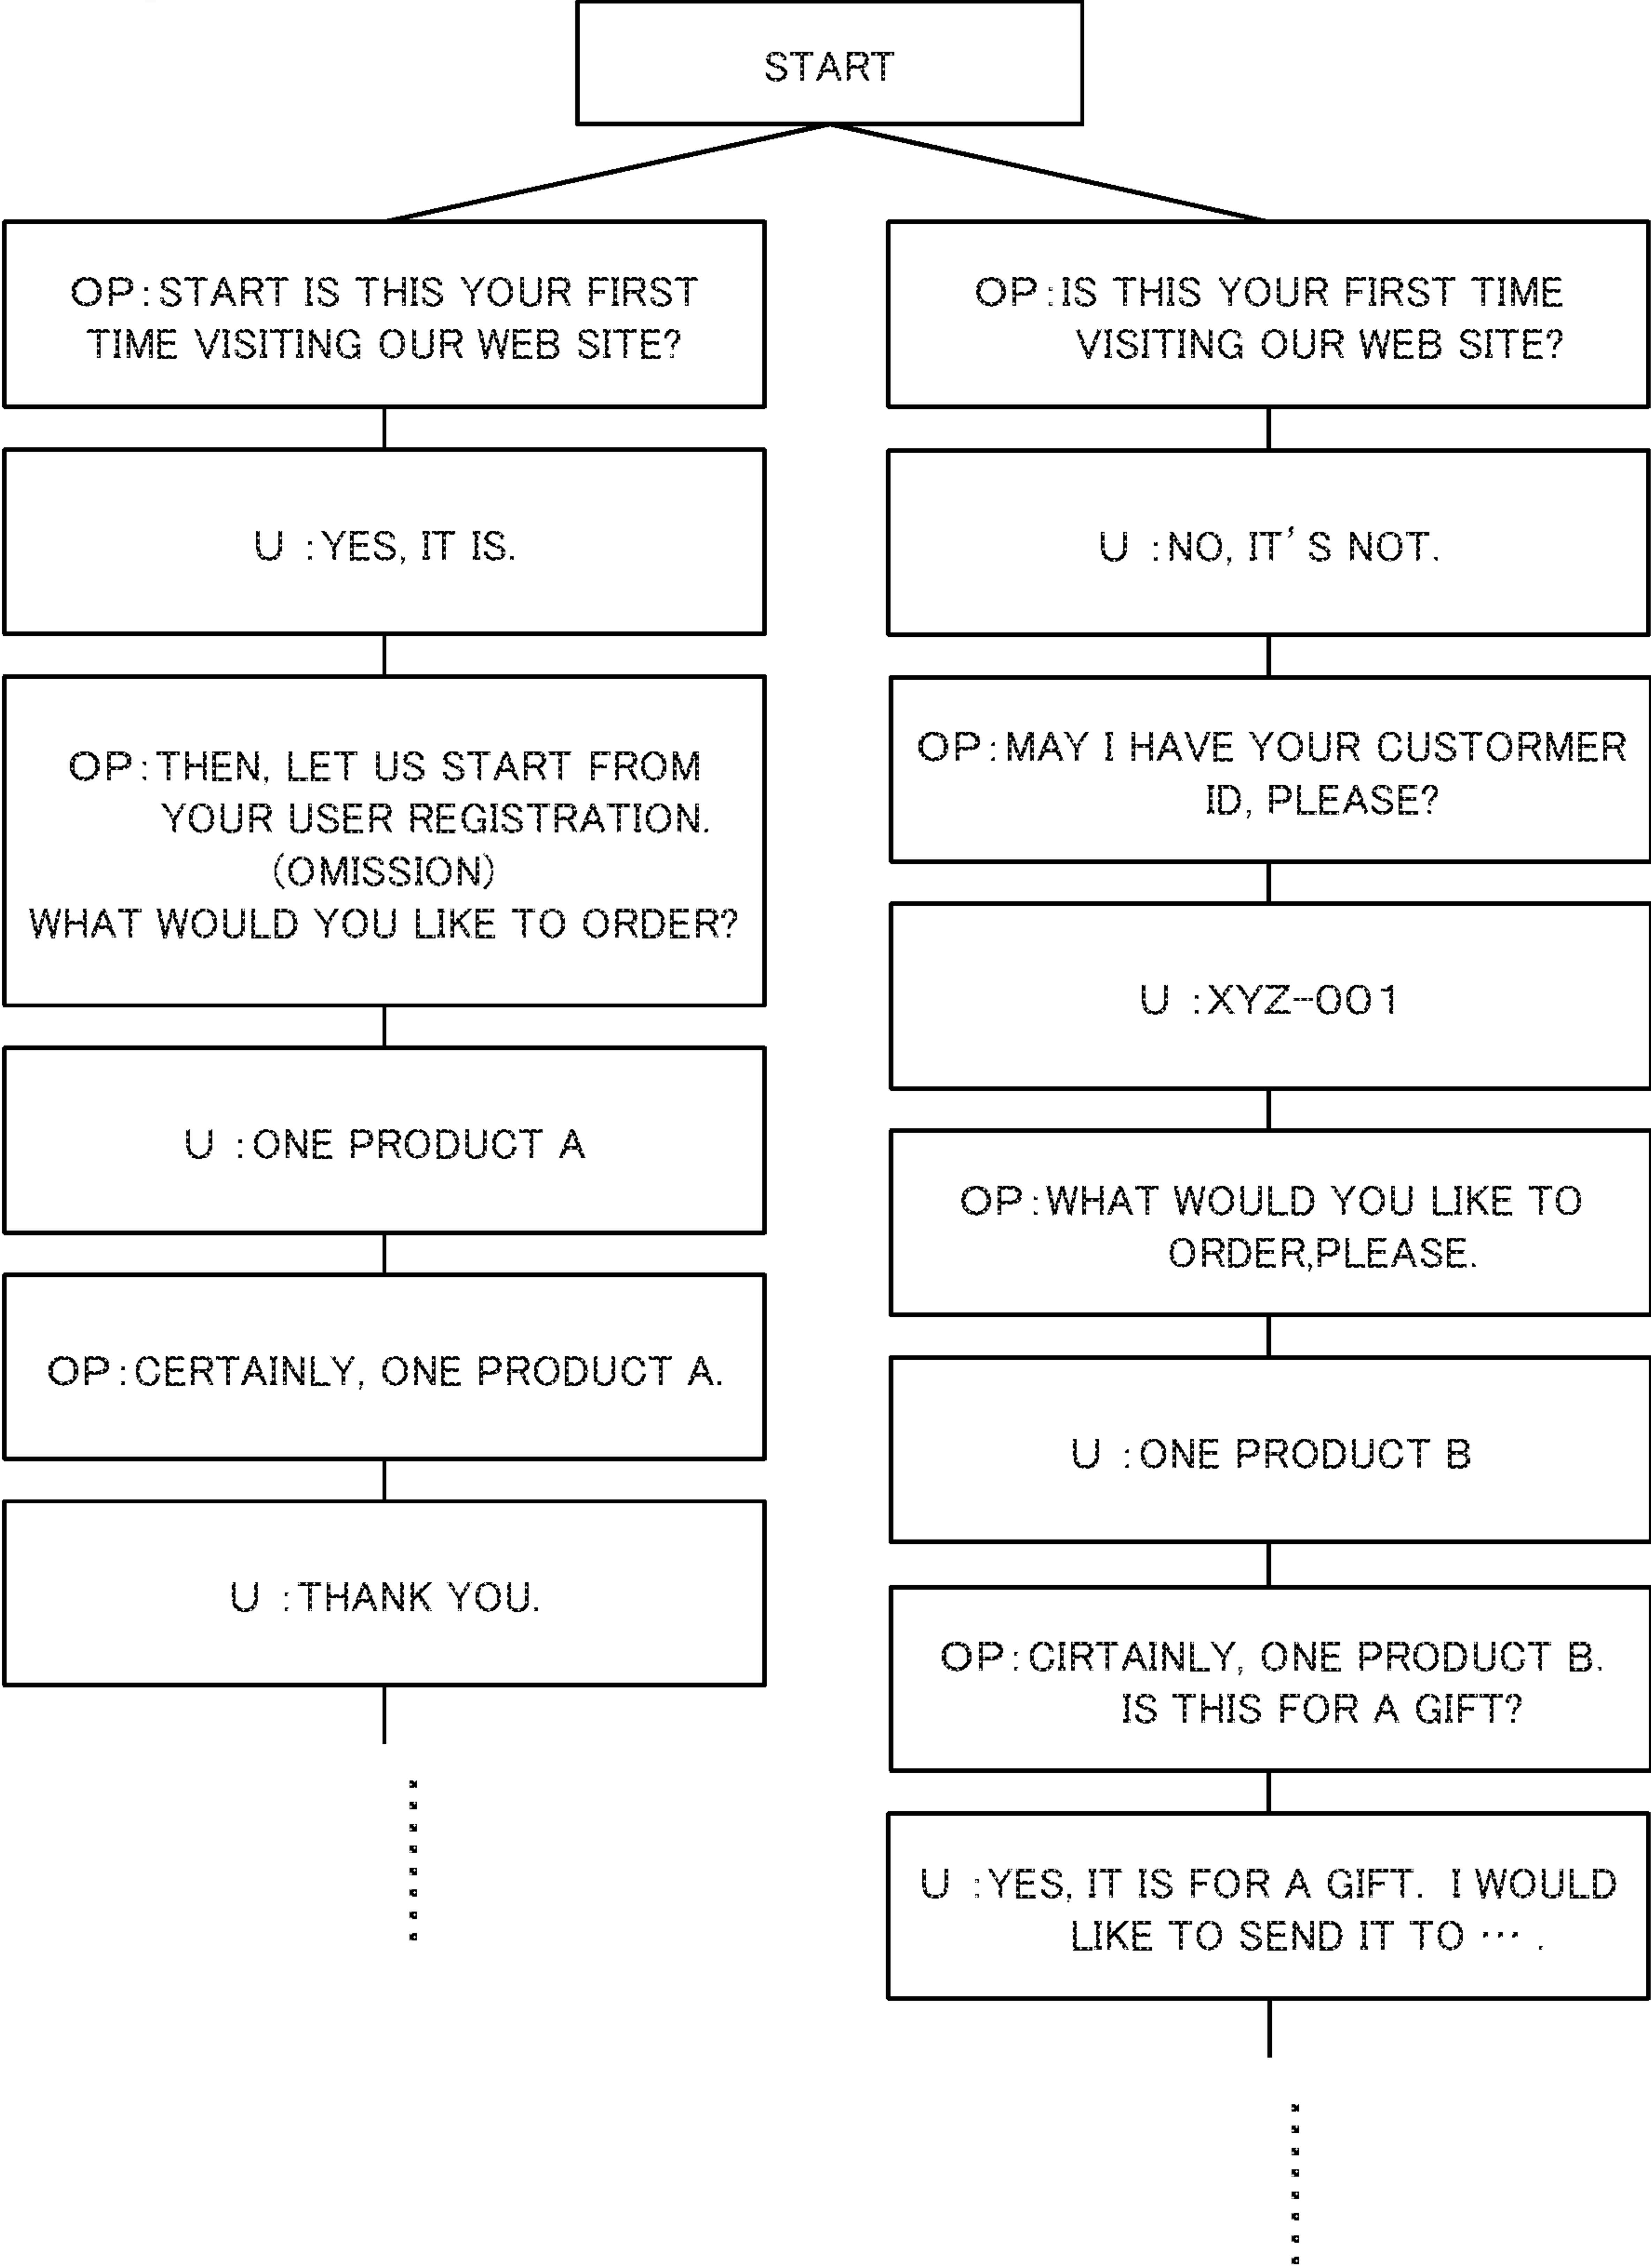 START
OP:START IS THIS YOUR FIRST
TIME VISITING OUR WEB SITE?
U :YES, IT IS.
OP:THEN, LET US START FROM
YOUR USER REGISTRATION.
(OMISSION)
WHAT WOULD YOU LIKE TO ORDER?
U :ONE PRODUCT A
OP:CERTAINLY, ONE PRODUCT A.
U :THANK YOU.
OP:IS THIS YOUR FIRST TIME
VISITING OUR WEB SITE?
U :NO, IT'S NOT.
OP:MAY I HAVE YOUR CUSTORMER
ID, PLEASE?
U :XYZ-001
OP:WHAT WOULD YOU LIKE TO
ORDER,PLEASE.
U :ONE PRODUCT B
OP:CIRTAINLY, ONE PRODUCT B.
IS THIS FOR A GIFT?
U :YES, IT IS FOR A GIFT. I WOULD
LIKE TO SEND IT TO ··· .